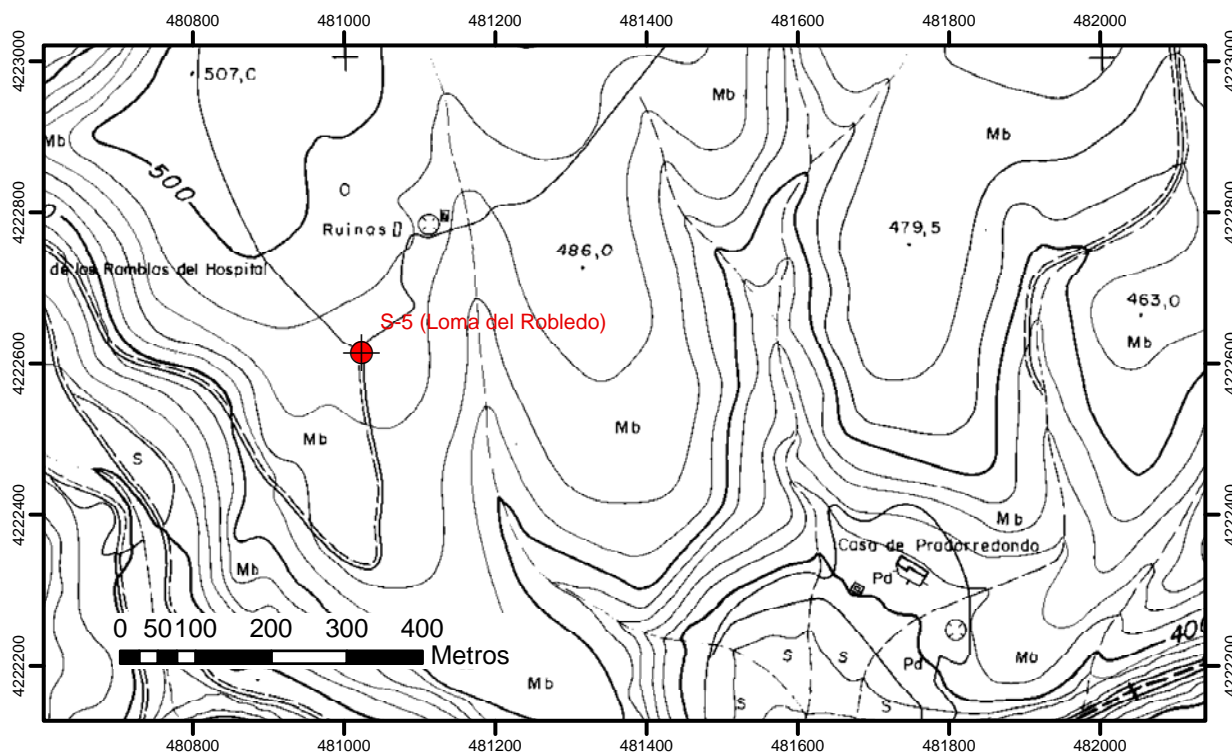 480800 481000 481200 481400 481600 481800 482000
4223000
4223000
507,0
Mb
Mb
Mb
500
O
4222800
4222800
Ruinas
479,5
486,0
de las Ramblas del Hospital
463,0
S-5 (Loma del Robledo)
Mb
4222600
4222600
Mb
Mb
S
4222400
4222400
Mb
Casa de Pradorredondo
Mb
Pd
0 50 100 200 300 400
Metros
400
S S
Pd
Mb
4222200
4222200
Mb
S
S
480800 481000 481200 481400 481600 481800 482000